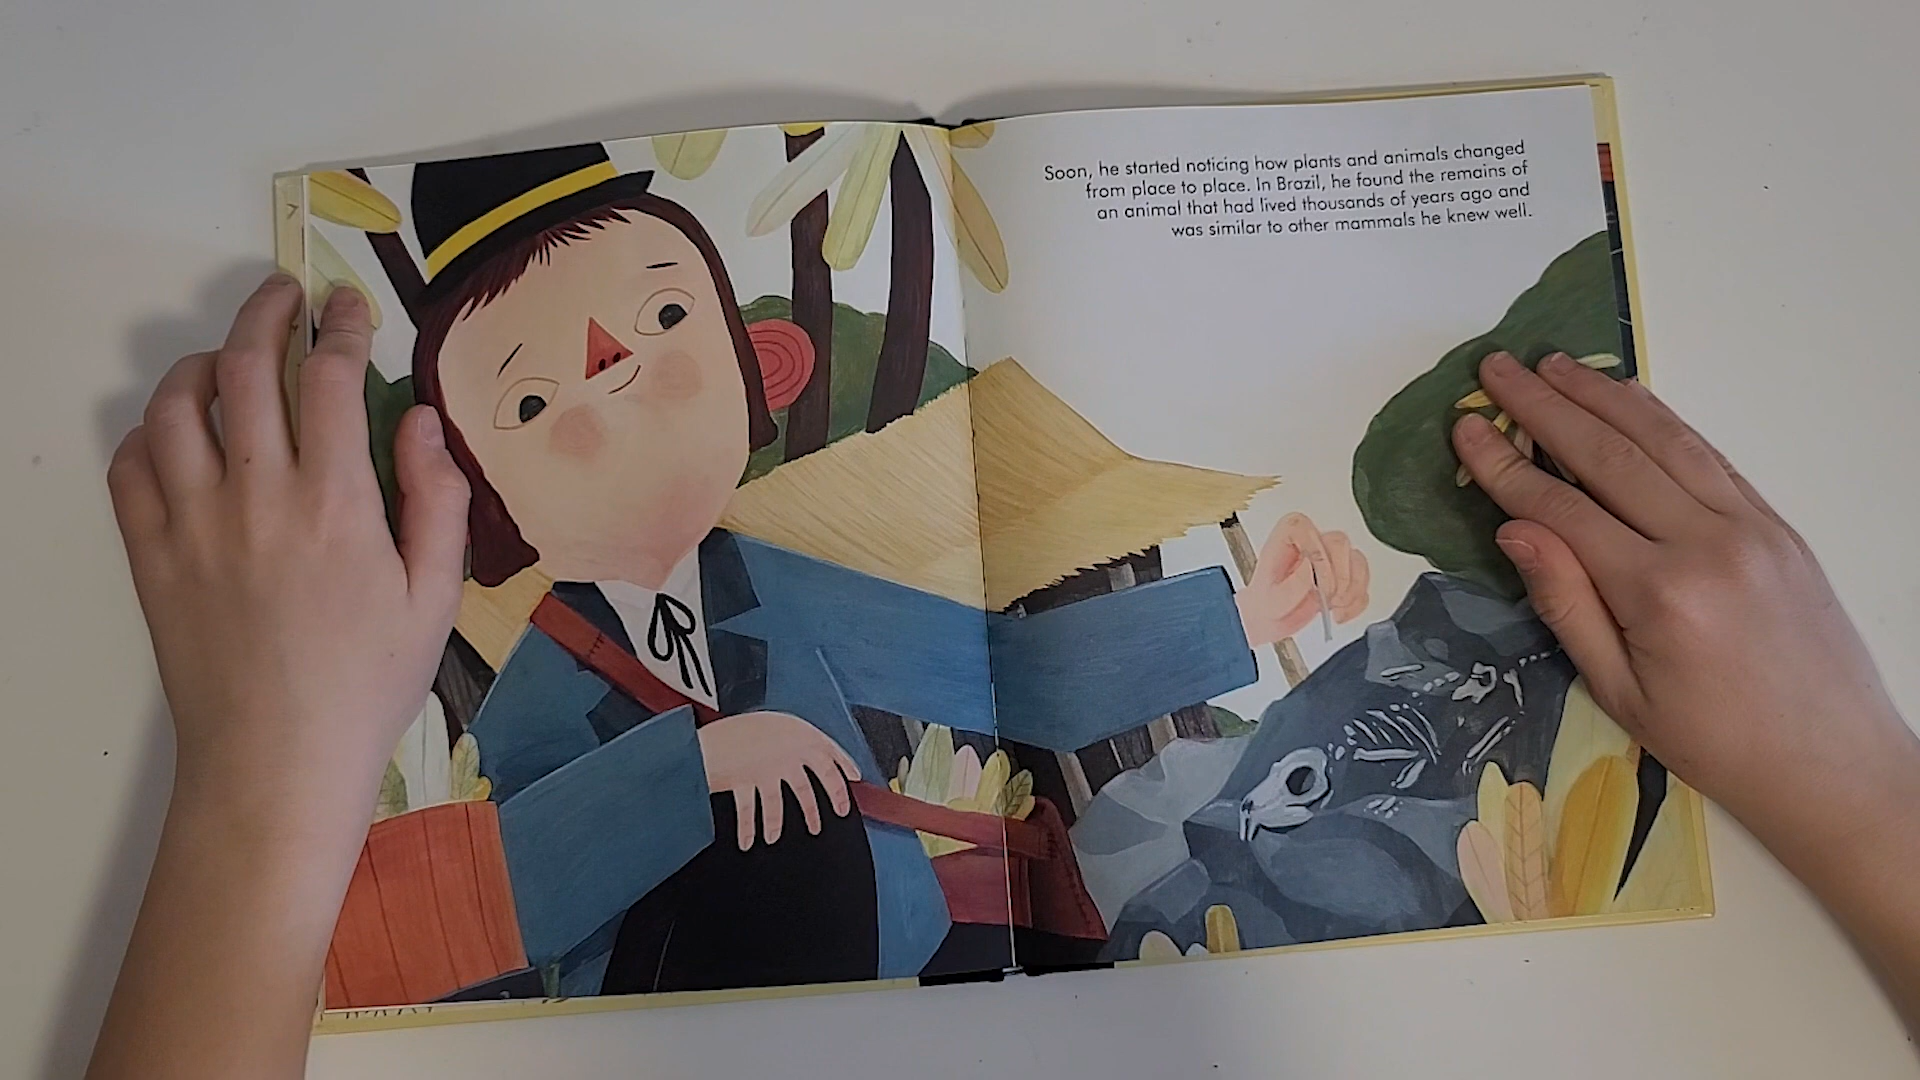 Soon, he started noticing how plants and animals changed
from place to place. In Brazil, he found the remains of
an animal that had lived thousands of years ago and
was similar to other mammals he knew well.